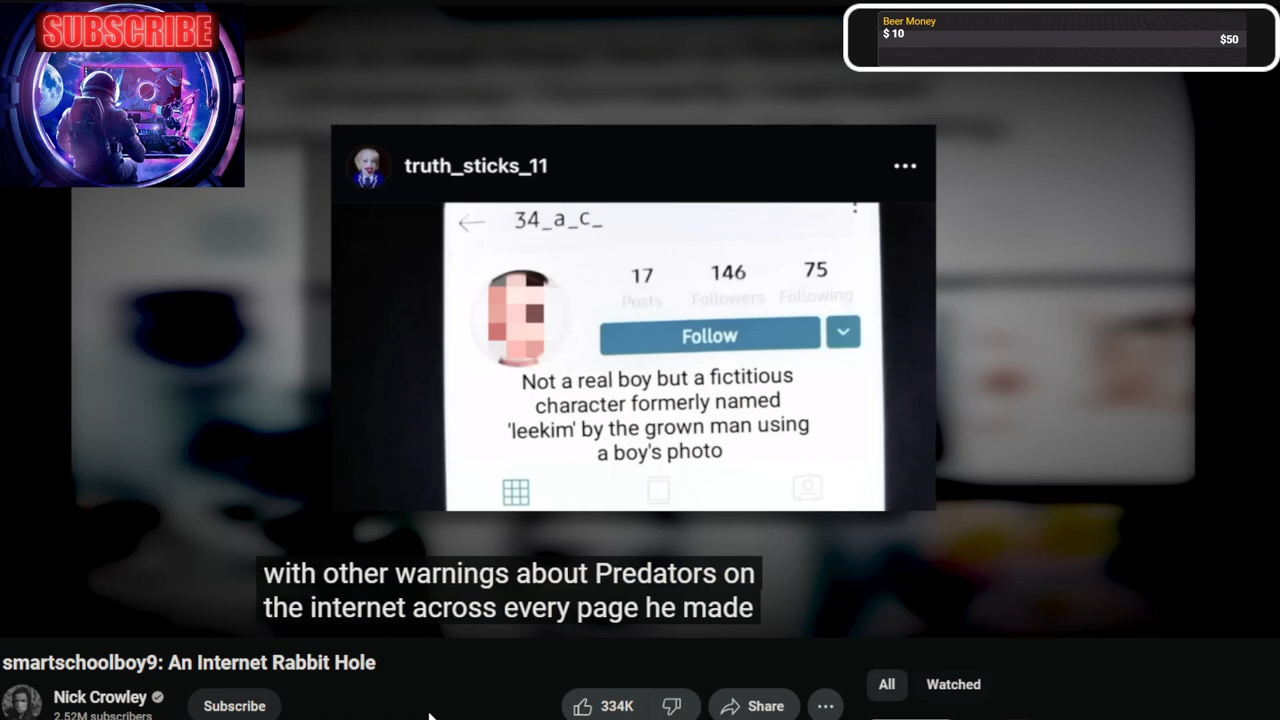 SUBSCRIBE
Beer Money
$ 10
$50
truth_sticks_11
34_a_c_
17 146 75
Posts Followers Following
Follow
Not a real boy but a fictitious
character formerly named
'leekim' by the grown man using
a boy's photo
with other warnings about Predators on
the internet across every page he made
smartschoolboy9: An Internet Rabbit Hole
Nick Crowley
2.52M subscribers
Subscribe
334K
Share
All
Watched